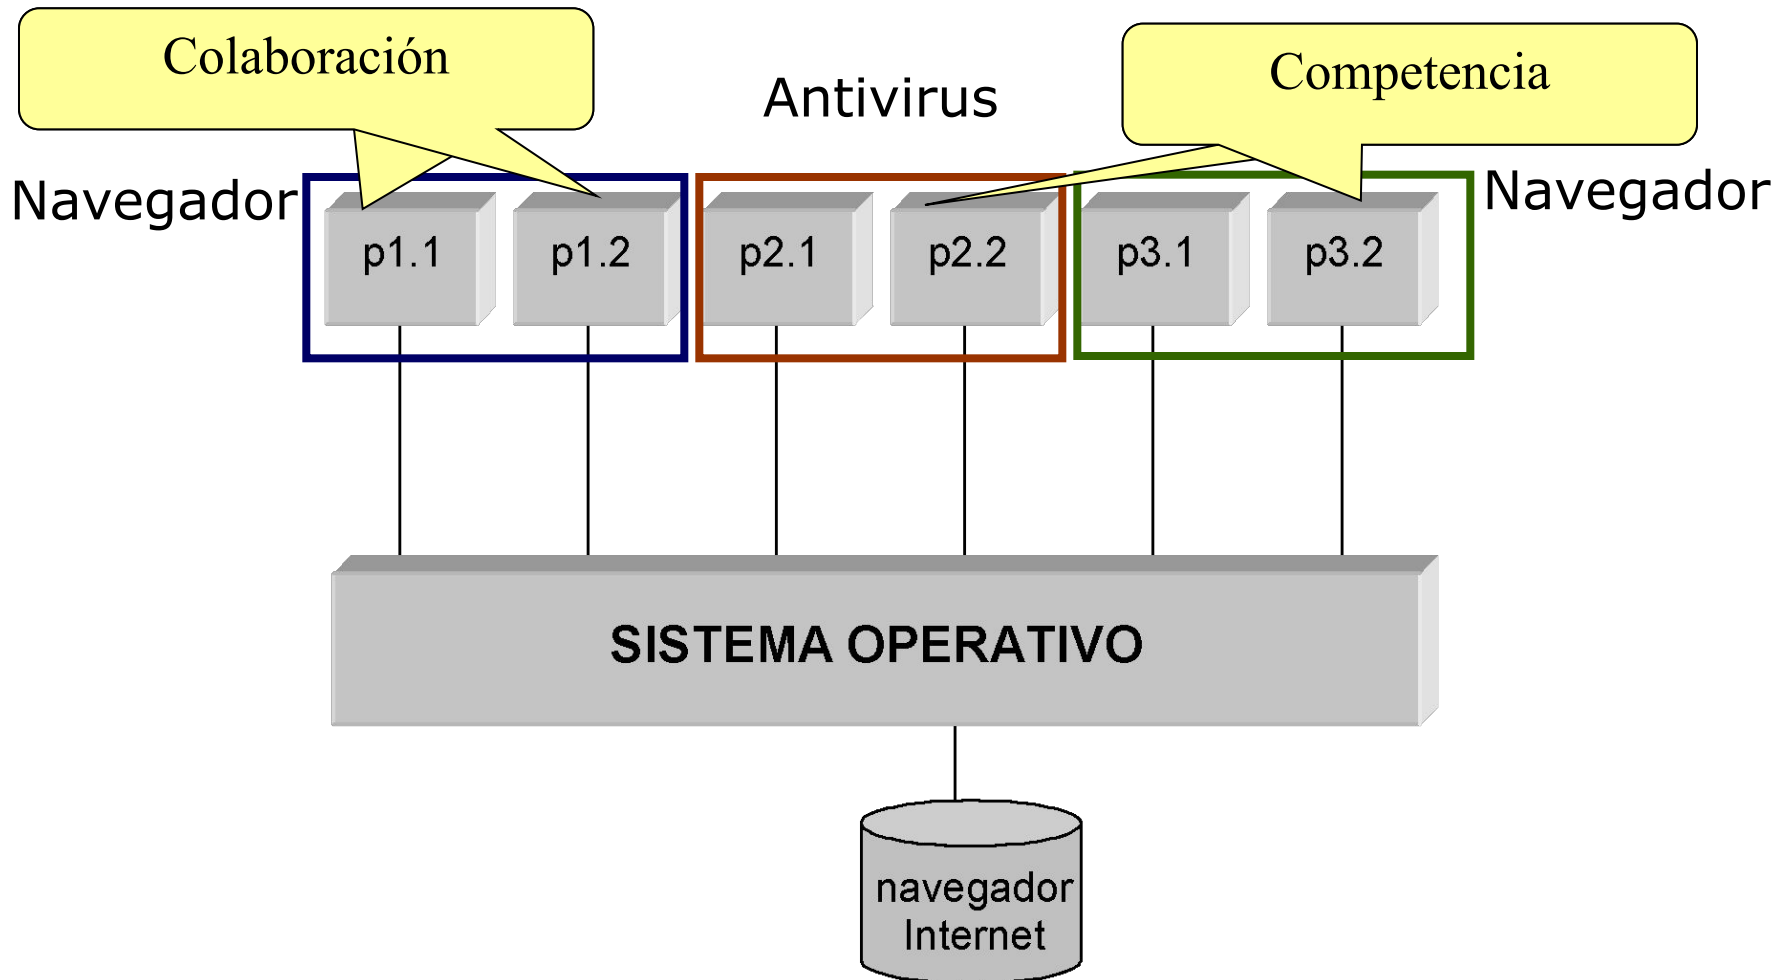 Colaboración
Competencia
Antivirus
Navegador
Navegador
p1.1
p1.2
p2.1
p2.2
p3.1
p3.2
SISTEMA OPERATIVO
navegador
Internet